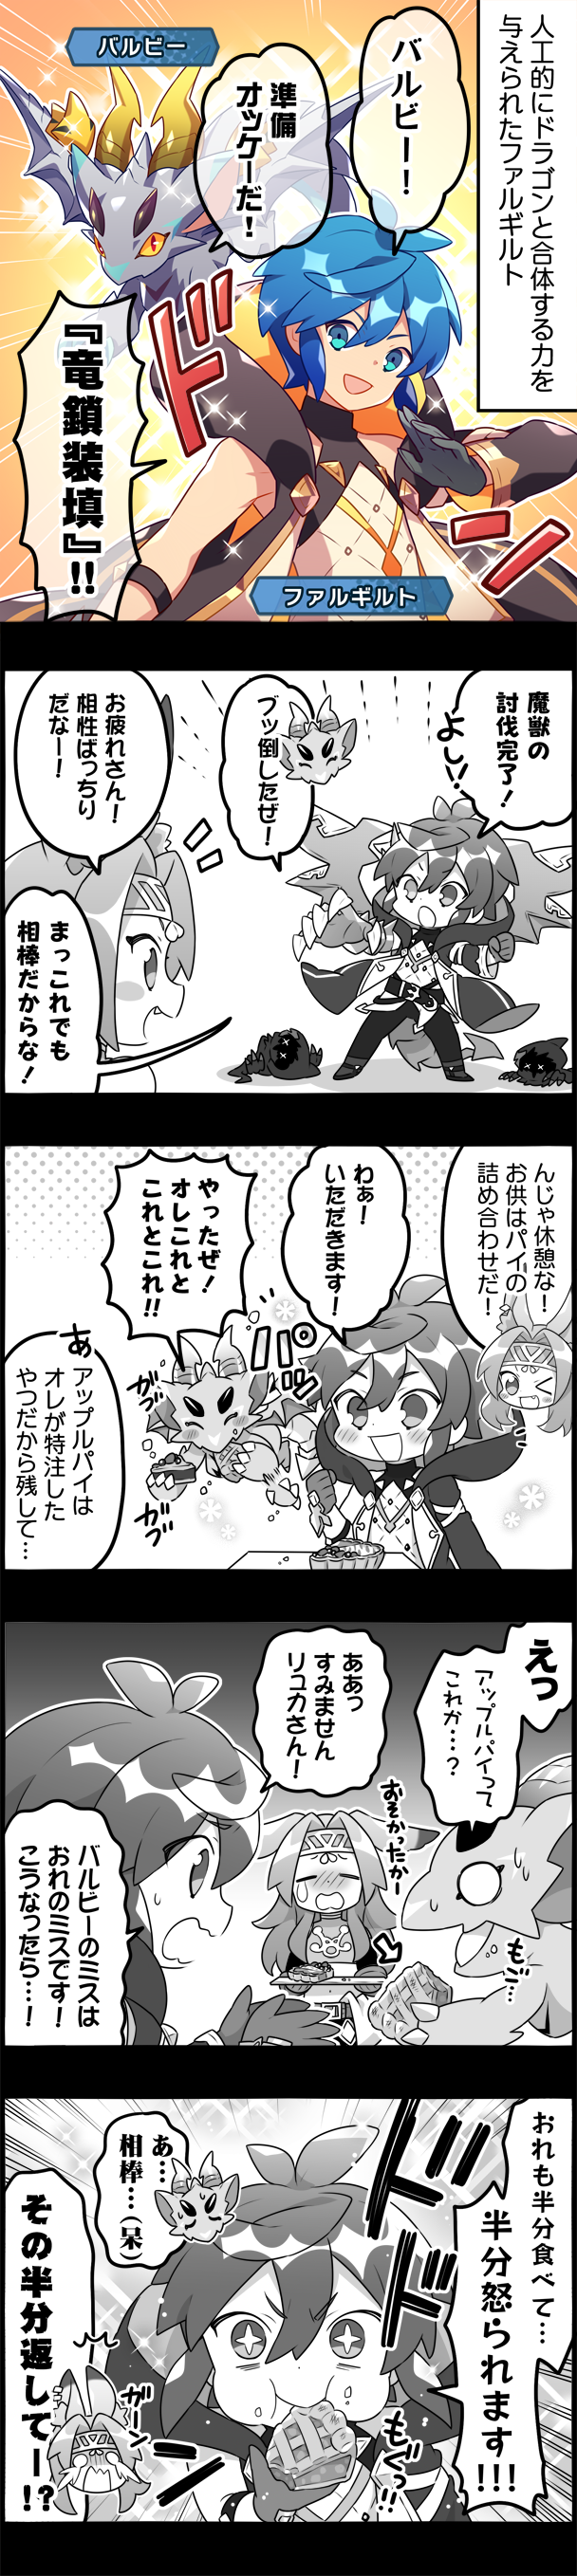 人工的にドラゴンと合体する力を
与えられたファルギルト
バルビー
バルビー！
準備
オッケーだ！
『竜鎖装填』!!
ドン
ファルギルト
魔獣の
討伐完了！
よし!!
ブッ倒したぜ！
お疲れさん！
相性ばっちり
だなー！
まっこれでも
相棒だからな！
んじゃ休憩な！
お供はパイの
詰め合わせだ！
わぁ！
いただきます！
パッ
やったぜ！
オレこれと
これとこれ!!
ガツ
ガツ
あ
アップルパイは
オレが特注した
やつだから残して…
えっ
アップルパイって
これか…？
ああっ
すみません
リュカさん！
おそかったかー
もご…
バルビーのミスは
おれのミスです！
こうなったら…！
おれも半分食べて…
半分怒られます!!!
ドドン
あ…
相棒…（呆）
もぐっ!!
ガーン
その半分返してー!?